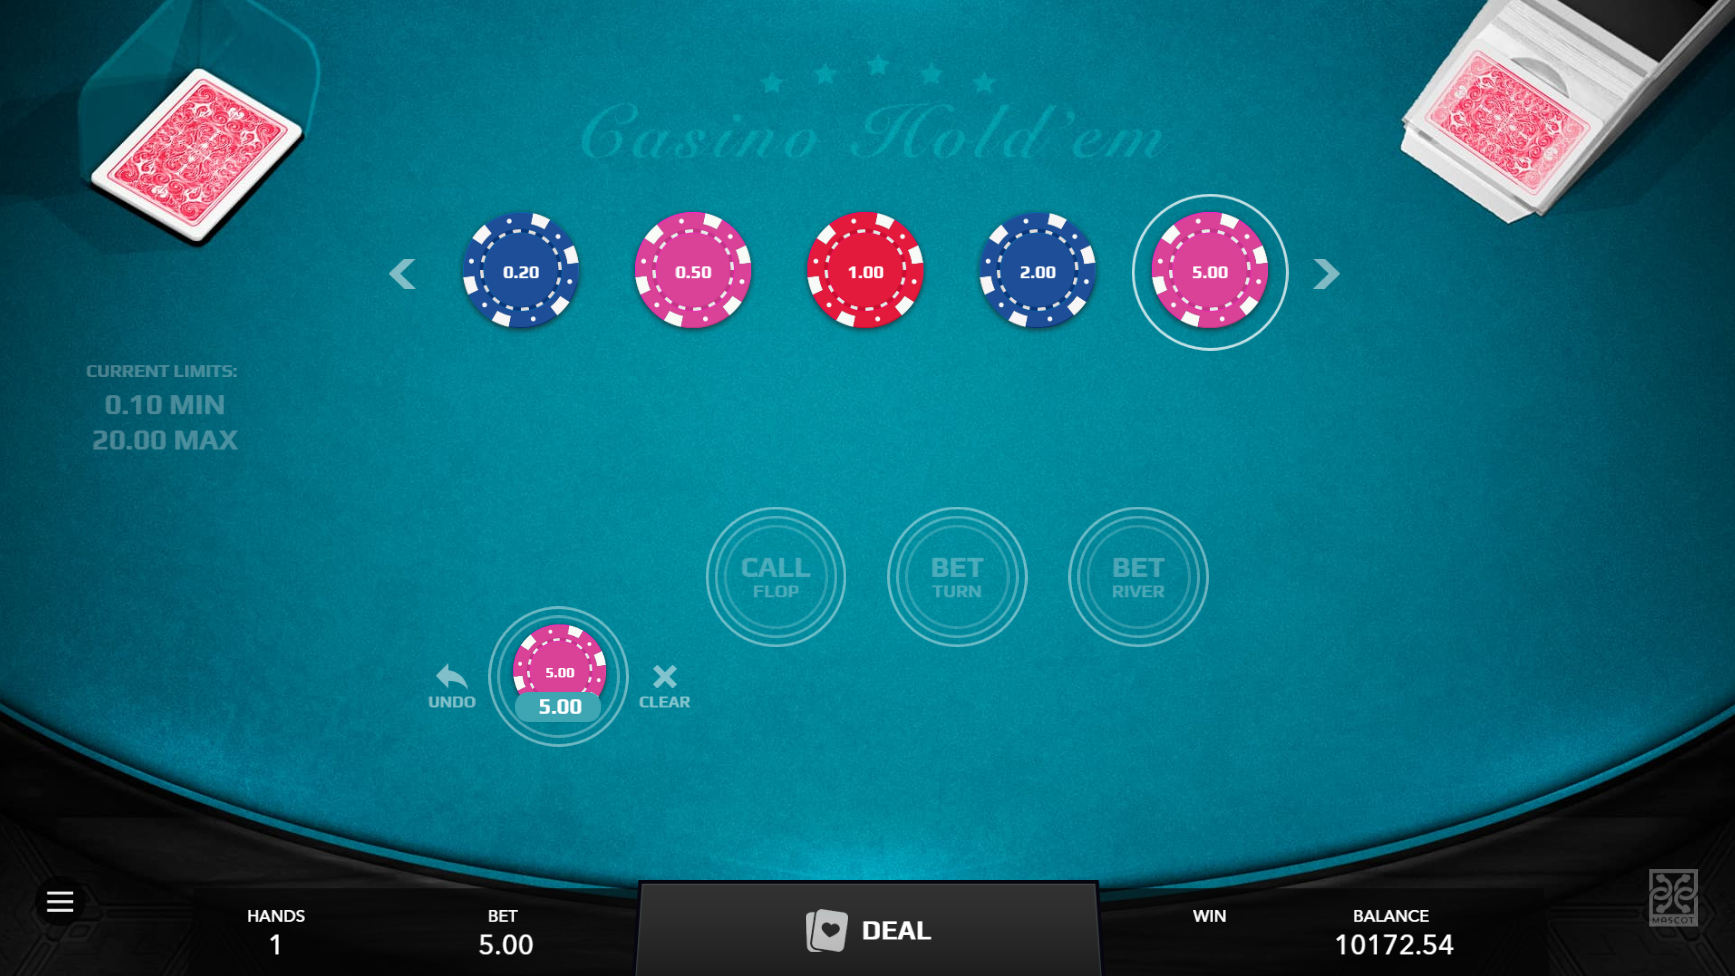 Casino Hold'em
0.20
0.50
1.00
2.00
5.00
CURRENT LIMITS:
0.10 MIN
20.00 MAX
CALL
FLOP
BET
TURN
BET
RIVER
5.00
5.00
UNDO
CLEAR
HANDS
1
BET
5.00
DEAL
WIN
BALANCE
10172.54
MASCOT